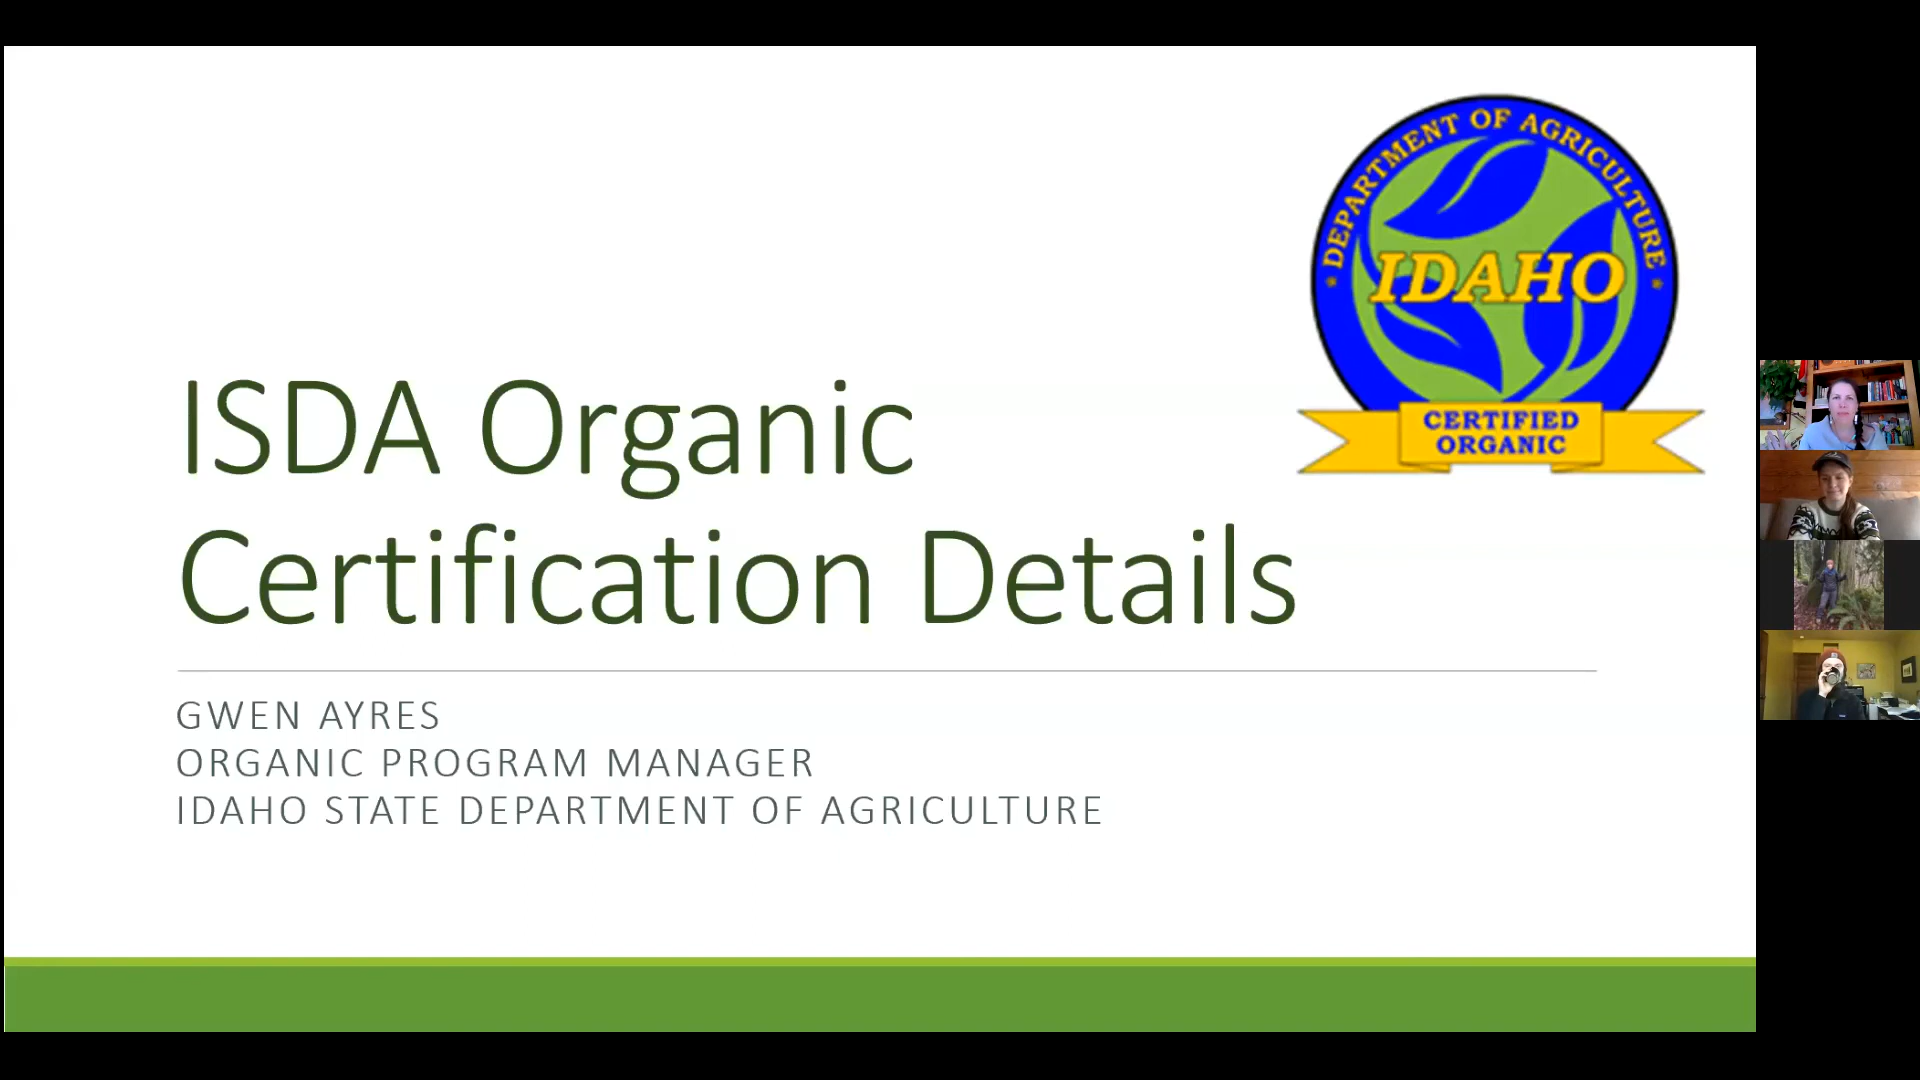 DEPARTMENT OF AGRICULTURE
IDAHO
CERTIFIED
ORGANIC
ISDA Organic
Certification Details
GWEN AYRES
ORGANIC PROGRAM MANAGER
IDAHO STATE DEPARTMENT OF AGRICULTURE